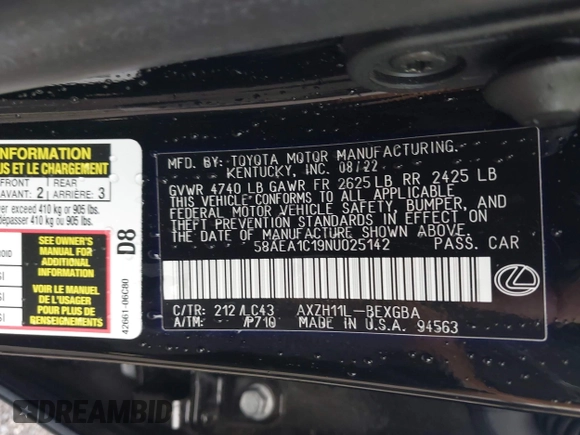 INFORMATION
US ET LE CHARGEMENT
FRONT
AVANT: 2
REAR
ARRIÈRE: 3
ver exceed 410 kg or 905 lbs.
dépasser 410 kg ou 905 lbs.
SEE OWNER'S
MANUAL FOR
ADDITIONAL
INFORMATION
VOIR LE MANUEL
DE L'USAGER
POUR PLUS DE
RENSEIGNEMENTS
D8
42661-06C80
MFD. BY: TOYOTA MOTOR MANUFACTURING.
KENTUCKY, INC. 08/22
GVWR 4740 LB GAWR FR 2625 LB RR 2425 LB
THIS VEHICLE CONFORMS TO ALL APPLICABLE
FEDERAL MOTOR VEHICLE SAFETY, BUMPER, AND
THEFT PREVENTION STANDARDS IN EFFECT ON
THE DATE OF MANUFACTURE SHOWN ABOVE.
58AEA1C19NU025142 PASS. CAR
C/TR: 212/LC43 AXZH11L-BEXGBA
A/TM: /P710 MADE IN U.S.A. 94563
DREAMBID.COM